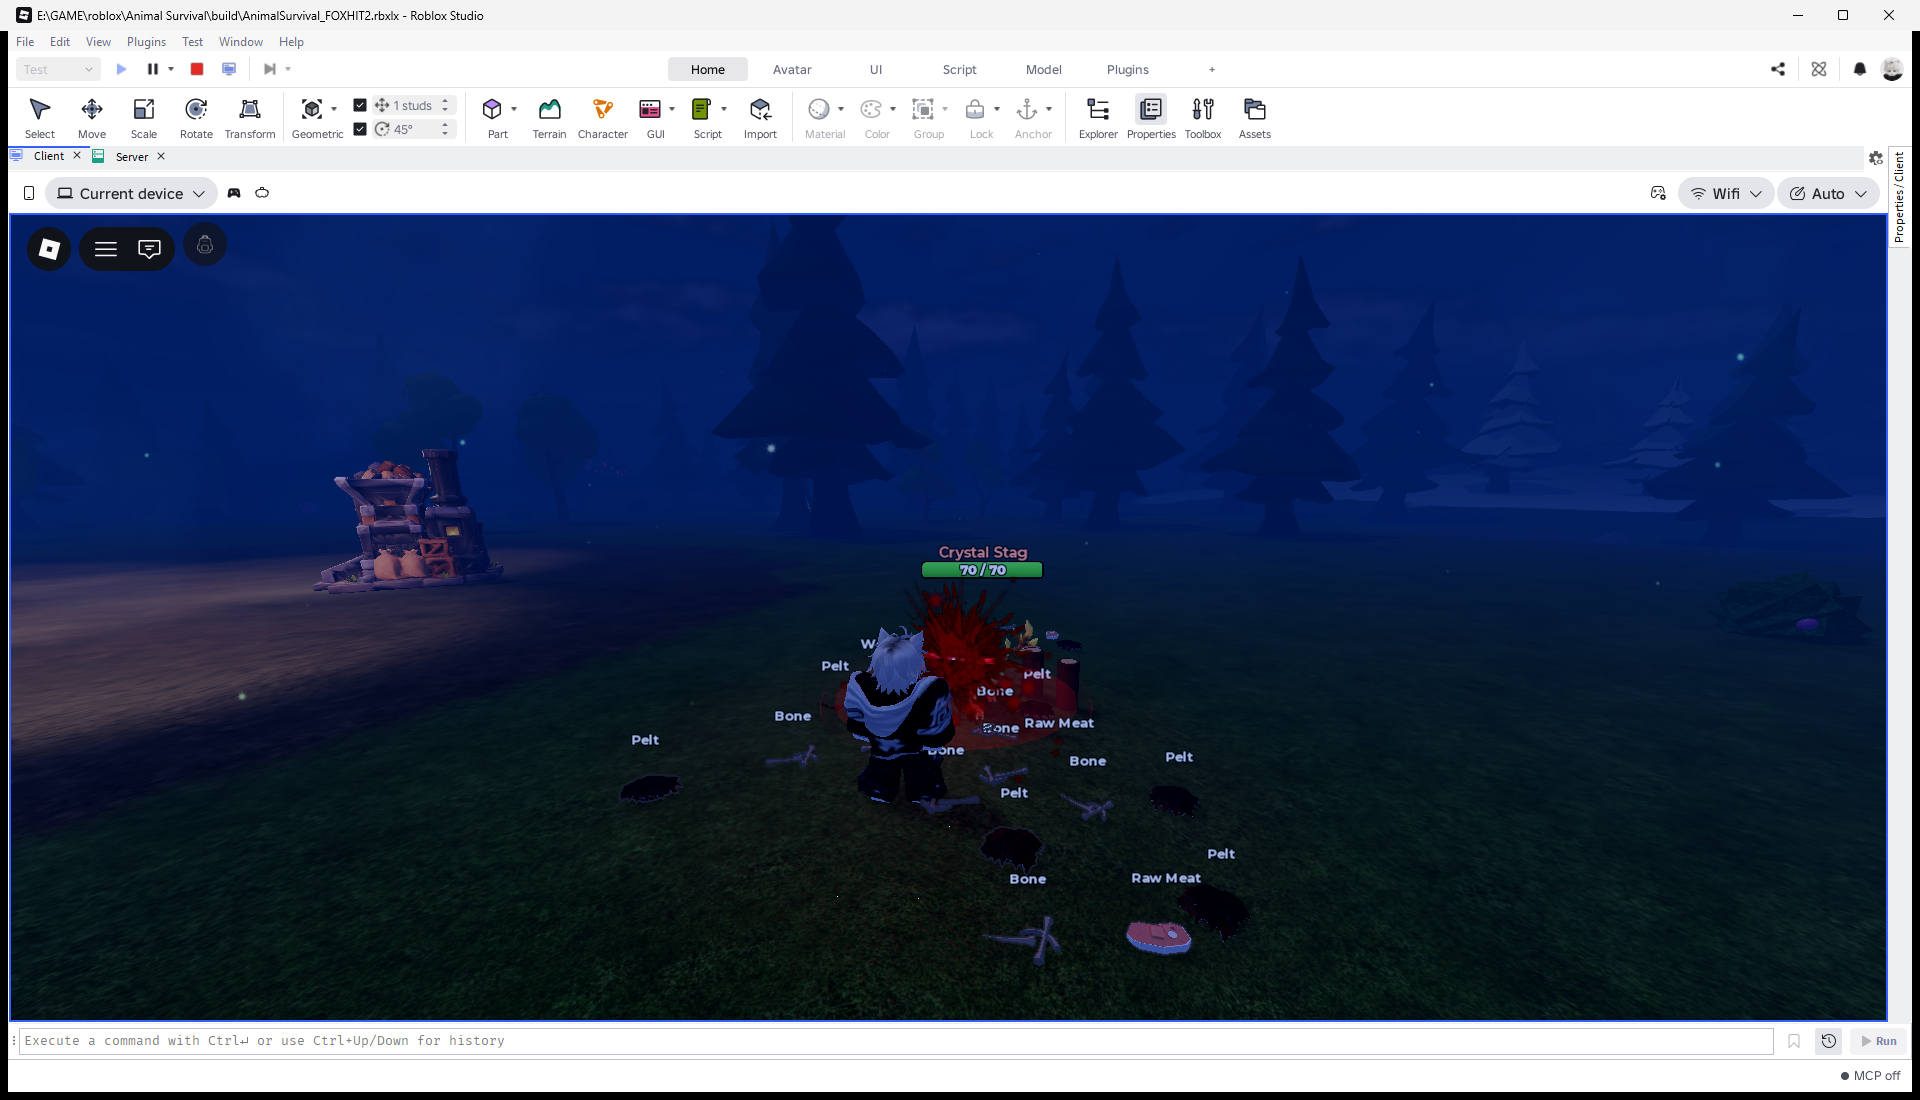 E:\GAME\roblox\Animal Survival\build\AnimalSurvival_FOXHIT2.rbxlx - Roblox Studio
File Edit View Plugins Test Window Help
Test
Home Avatar UI Script Model Plugins +
Select Move Scale Rotate Transform Geometric 1 studs 45° Part Terrain Character GUI Script Import Material Color Group Lock Anchor Explorer Properties Toolbox Assets
Client Server
Properties / Client
Current device Wifi Auto
Crystal Stag
70 / 70
Pelt
Pelt
Bone
Bone
Bone
Raw Meat
Pelt
Bone
Bone
Pelt
Pelt
Pelt
Bone
Raw Meat
Execute a command with Ctrl↵ or use Ctrl+Up/Down for history
Run
MCP off